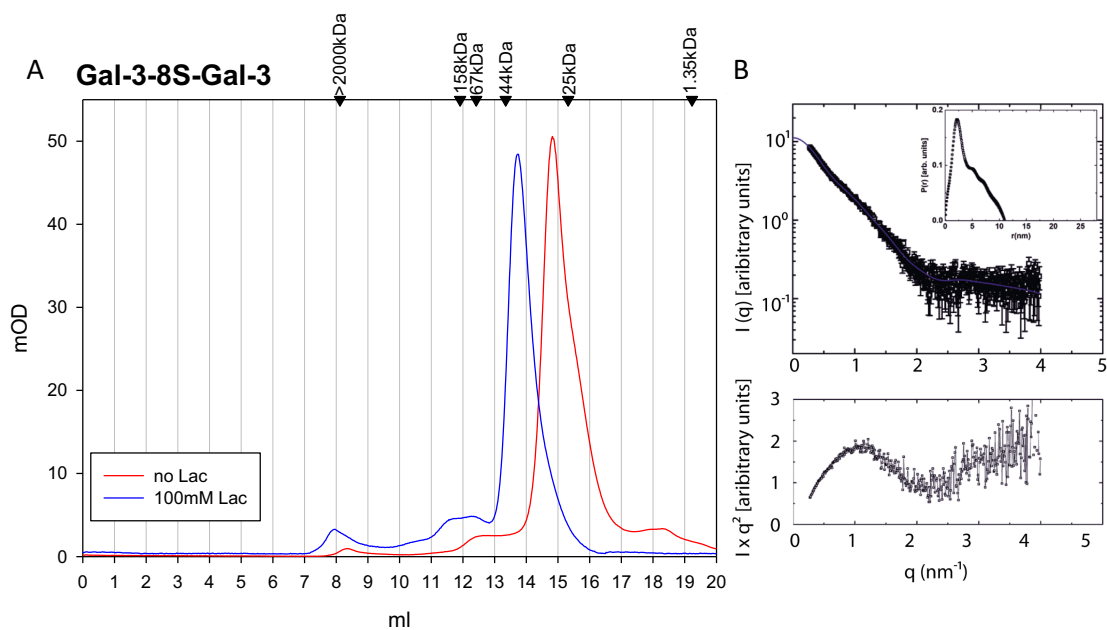 A
Gal-3-8S-Gal-3
>2000kDa
158kDa
67kDa
44kDa
25kDa
1.35kDa
mOD
50
40
30
20
10
0
no Lac
100mM Lac
0 1 2 3 4 5 6 7 8 9 10 11 12 13 14 15 16 17 18 19 20
ml
B
I (q) [aribitrary units]
10¹
10⁰
10⁻¹
0 1 2 3 4 5
P(r) [arb. units]
0.2
0.1
0.0
0 5 10 15 20 25
r(nm)
I x q² [aribitrary units]
3
2
1
0
0 1 2 3 4 5
q (nm⁻¹)